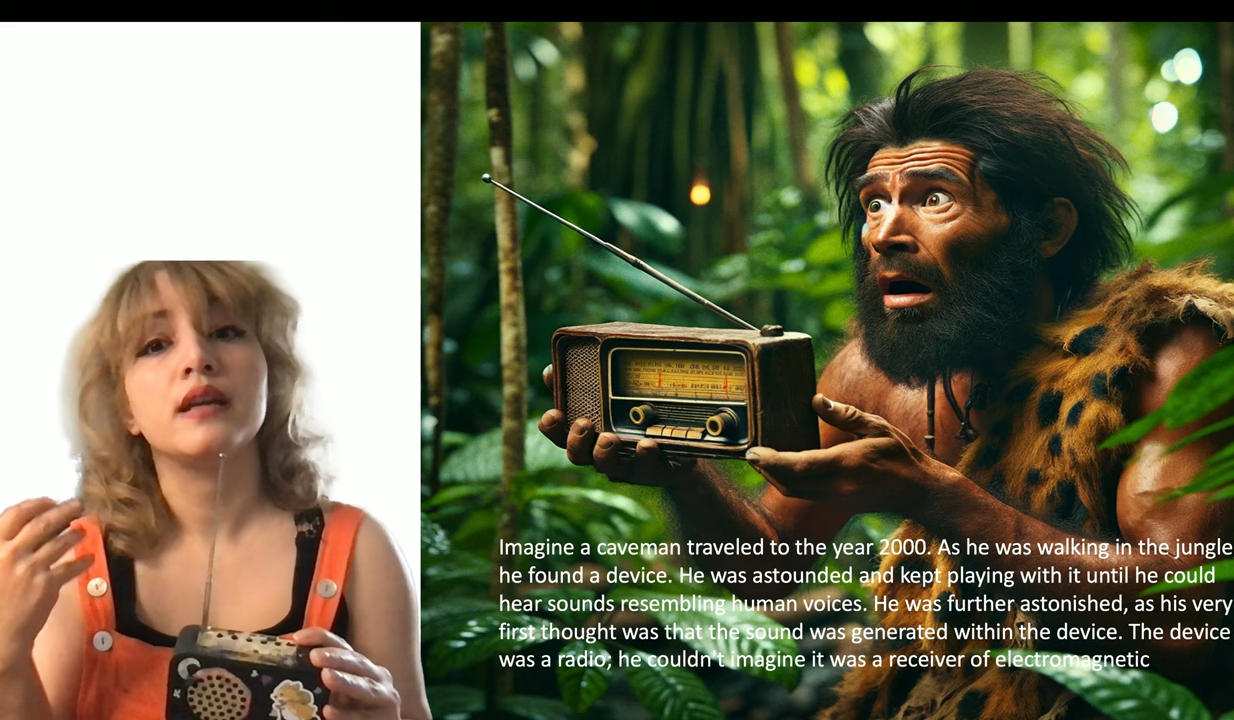 Imagine a caveman traveled to the year 2000. As he was walking in the jungle
he found a device. He was astounded and kept playing with it until he could
hear sounds resembling human voices. He was further astonished, as his very
first thought was that the sound was generated within the device. The device
was a radio; he couldn't imagine it was a receiver of electromagnetic